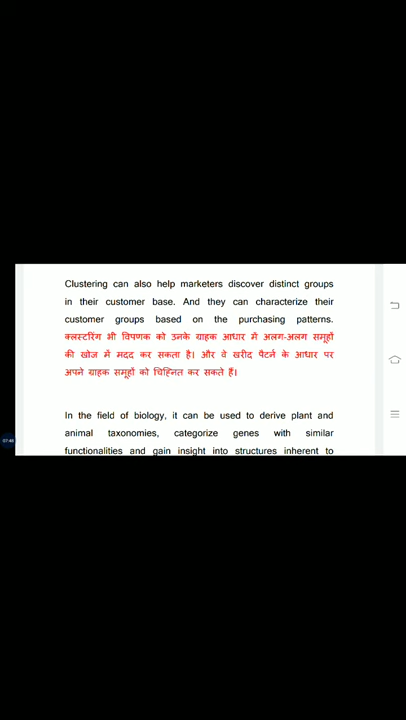 Clustering can also help marketers discover distinct groups
in their customer base. And they can characterize their
customer groups based on the purchasing patterns.
क्लस्टरिंग भी विपणक को उनके ग्राहक आधार में अलग-अलग समूहों
की खोज में मदद कर सकता है। और वे खरीद पैटर्न के आधार पर
अपने ग्राहक समूहों को चिह्नित कर सकते हैं।
In the field of biology, it can be used to derive plant and
animal taxonomies, categorize genes with similar
07:48
functionalities and gain insight into structures inherent to